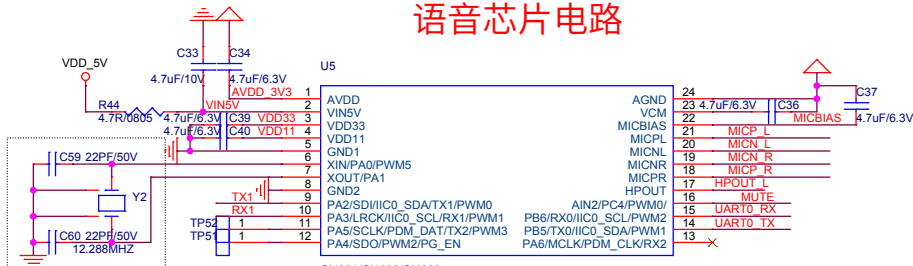 语音芯片电路
C33
C34
4.7uF/10V
4.7uF/6.3V
VDD_5V
U5
AVDD_3V3
R44
4.7R/0805
VIN5V
4.7uF/6.3V
C39
VDD33
4.7uF/6.3V
C40
VDD11
C59
22PF/50V
Y2
C60
22PF/50V
12.288MHZ
TX1
RX1
TP52
TP51
1
1
1 AVDD
2 VIN5V
3 VDD33
4 VDD11
5 GND1
6 XIN/PA0/PWM5
7 XOUT/PA1
8 GND2
9 PA2/SDI/IIC0_SDA/TX1/PWM0
10 PA3/LRCK/IIC0_SCL/RX1/PWM1
11 PA5/SCLK/PDM_DAT/TX2/PWM3
12 PA4/SDO/PWM2/PG_EN
AGND 24
VCM 23
MICBIAS 22
MICPL 21
MICNL 20
MICNR 19
MICPR 18
HPOUT 17
AIN2/PC4/PWM0/ 16
PB6/RX0/IIC0_SCL/PWM2 15
PB5/TX0/IIC0_SDA/PWM1 14
PA6/MCLK/PDM_CLK/RX2 13
4.7uF/6.3V
C36
C37
4.7uF/6.3V
MICBIAS
MICP_L
MICN_L
MICN_R
MICP_R
HPOUT_L
MUTE
UART0_RX
UART0_TX